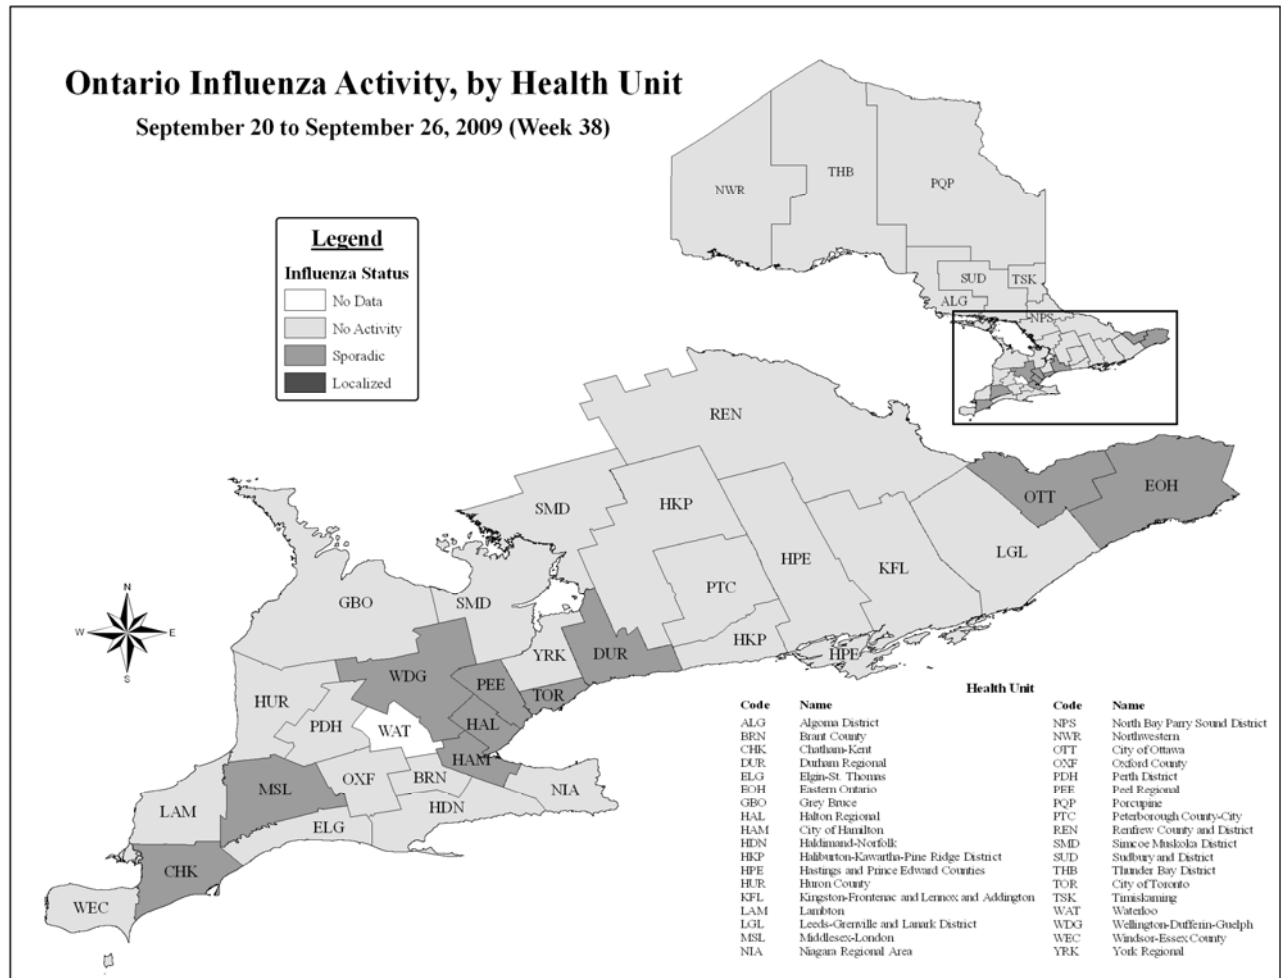 Ontario Influenza Activity, by Health Unit
September 20 to September 26, 2009 (Week 38)
Legend
Influenza Status
No Data
No Activity
Sporadic
Localized
NWR
THB
PQP
SUD
TSK
ALG
NPS
REN
OTT
EOH
SMD
HKP
HPE
KFL
LGL
PTC
GBO
SMD
HKP
HPE
YRK
DUR
WDG
PEE
TOR
HUR
PDH
WAT
HAL
HAM
MSL
OXF
BRN
NIA
LAM
ELG
HDN
CHK
WEC
N
W
E
S
Health Unit
Code Name Code Name
ALG Algoma District NPS North Bay Parry Sound District
BRN Brant County NWR Northwestern
CHK Chatham-Kent OTT City of Ottawa
DUR Durham Regional OXF Oxford County
ELG Elgin-St. Thomas PDH Perth District
EOH Eastern Ontario PEE Peel Regional
GBO Grey Bruce PQP Porcupine
HAL Halton Regional PTC Peterborough County-City
HAM City of Hamilton REN Renfrew County and District
HDN Haldimand-Norfolk SMD Simcoe Muskoka District
HKP Haliburton-Kawartha-Pine Ridge District SUD Sudbury and District
HPE Hastings and Prince Edward Counties THB Thunder Bay District
HUR Huron County TOR City of Toronto
KFL Kingston-Frontenac and Lennox and Addington TSK Timiskaming
LAM Lambton WAT Waterloo
LGL Leeds-Grenville and Lanark District WDG Wellington-Dufferin-Guelph
MSL Middlesex-London WEC Windsor-Essex County
NIA Niagara Regional Area YRK York Regional